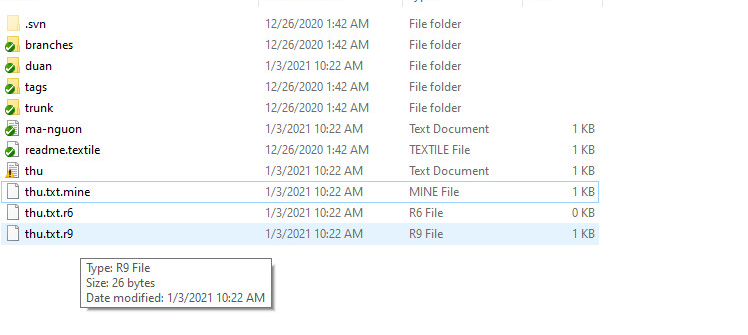 .svn 12/26/2020 1:42 AM File folder
branches 12/26/2020 1:42 AM File folder
duan 1/3/2021 10:22 AM File folder
tags 12/26/2020 1:42 AM File folder
trunk 12/26/2020 1:42 AM File folder
ma-nguon 1/3/2021 10:22 AM Text Document 1 KB
readme.textile 12/26/2020 1:42 AM TEXTILE File 1 KB
thu 1/3/2021 10:22 AM Text Document 1 KB
thu.txt.mine 1/3/2021 10:22 AM MINE File 1 KB
thu.txt.r6 1/3/2021 10:22 AM R6 File 0 KB
thu.txt.r9 1/3/2021 10:22 AM R9 File 1 KB
Type: R9 File
Size: 26 bytes
Date modified: 1/3/2021 10:22 AM